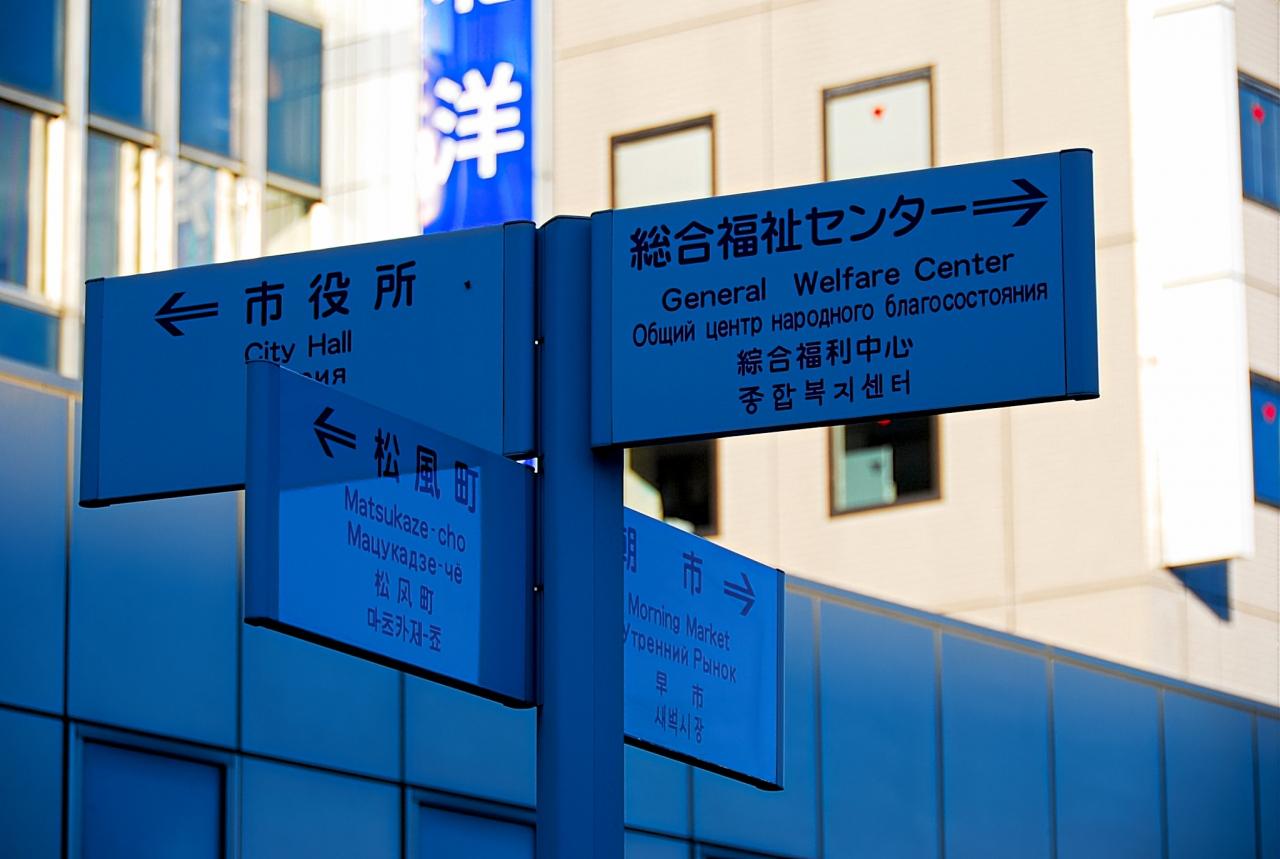 洋
市役所
City Hall
総合福祉センター
General Welfare Center
Общий центр народного благосостояния
綜合福利中心
종합복지센터
松風町
Matsukaze-cho
Мацукадзе-чё
松风町
마츠카제-쵸
朝市
Morning Market
Утренний Рынок
早市
새벽시장